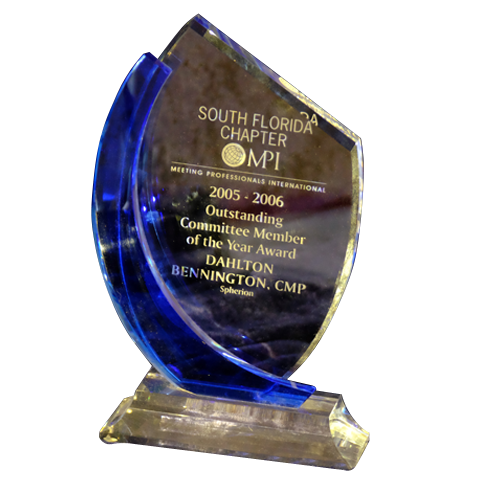 SOUTH FLORIDA
CHAPTER
MPI
MEETING PROFESSIONALS INTERNATIONAL
2005 - 2006
Outstanding
Committee Member
of the Year Award
DAHLTON
BENNINGTON, CMP
Spherion